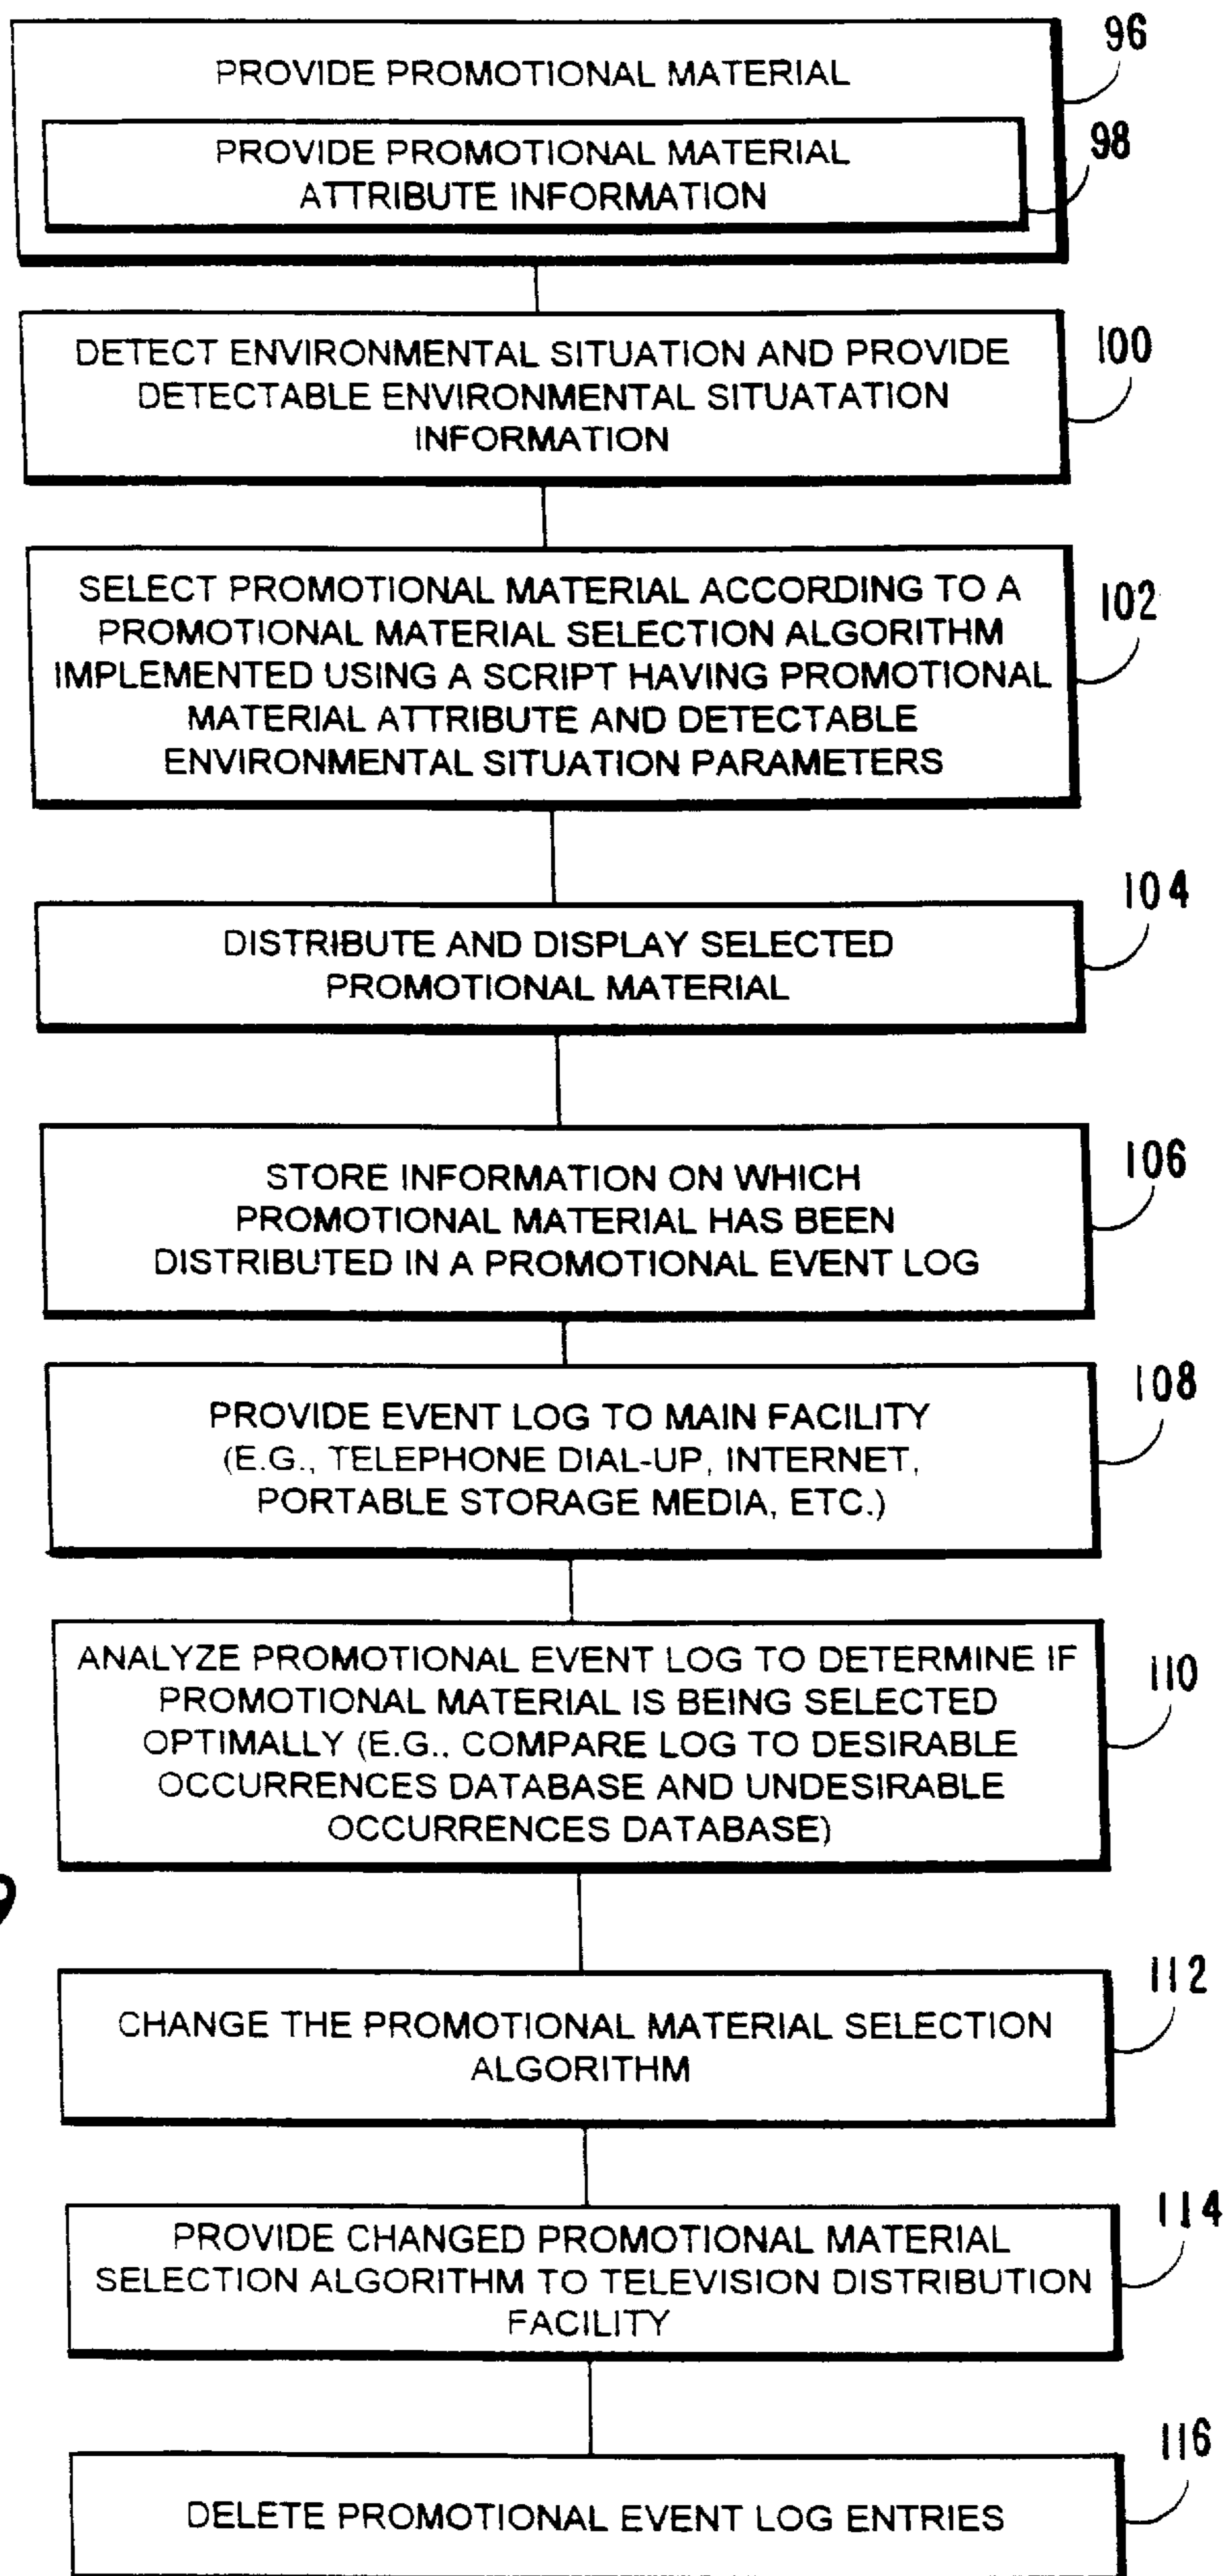 PROVIDE PROMOTIONAL MATERIAL
96
PROVIDE PROMOTIONAL MATERIAL
ATTRIBUTE INFORMATION
98
DETECT ENVIRONMENTAL SITUATION AND PROVIDE
DETECTABLE ENVIRONMENTAL SITUATATION
INFORMATION
100
SELECT PROMOTIONAL MATERIAL ACCORDING TO A
PROMOTIONAL MATERIAL SELECTION ALGORITHM
IMPLEMENTED USING A SCRIPT HAVING PROMOTIONAL
MATERIAL ATTRIBUTE AND DETECTABLE
ENVIRONMENTAL SITUATION PARAMETERS
102
DISTRIBUTE AND DISPLAY SELECTED
PROMOTIONAL MATERIAL
104
STORE INFORMATION ON WHICH
PROMOTIONAL MATERIAL HAS BEEN
DISTRIBUTED IN A PROMOTIONAL EVENT LOG
106
PROVIDE EVENT LOG TO MAIN FACILITY
(E.G., TELEPHONE DIAL-UP, INTERNET,
PORTABLE STORAGE MEDIA, ETC.)
108
ANALYZE PROMOTIONAL EVENT LOG TO DETERMINE IF
PROMOTIONAL MATERIAL IS BEING SELECTED
OPTIMALLY (E.G., COMPARE LOG TO DESIRABLE
OCCURRENCES DATABASE AND UNDESIRABLE
OCCURRENCES DATABASE)
110
CHANGE THE PROMOTIONAL MATERIAL SELECTION
ALGORITHM
112
PROVIDE CHANGED PROMOTIONAL MATERIAL
SELECTION ALGORITHM TO TELEVISION DISTRIBUTION
FACILITY
114
DELETE PROMOTIONAL EVENT LOG ENTRIES
116